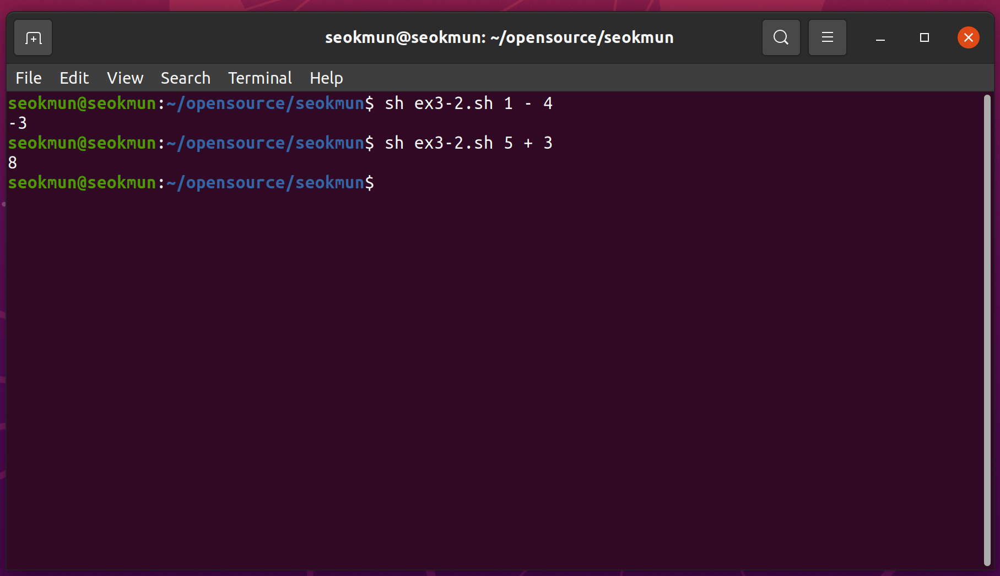 seokmun@seokmun: ~/opensource/seokmun
File Edit View Search Terminal Help
seokmun@seokmun:~/opensource/seokmun$ sh ex3-2.sh 1 - 4
-3
seokmun@seokmun:~/opensource/seokmun$ sh ex3-2.sh 5 + 3
8
seokmun@seokmun:~/opensource/seokmun$